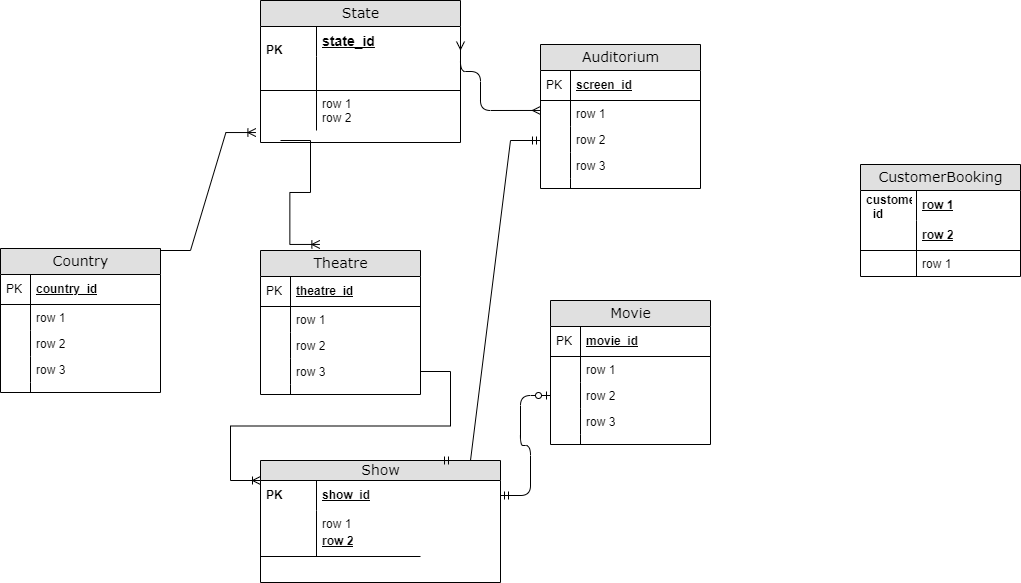 State
PK
state_id
row 1
row 2
Auditorium
PK
screen_id
row 1
row 2
row 3
CustomerBooking
custome
id
row 1
row 2
row 1
Country
PK
country_id
row 1
row 2
row 3
Theatre
PK
theatre_id
row 1
row 2
row 3
Movie
PK
movie_id
row 1
row 2
row 3
Show
PK
show_id
row 1
row 2